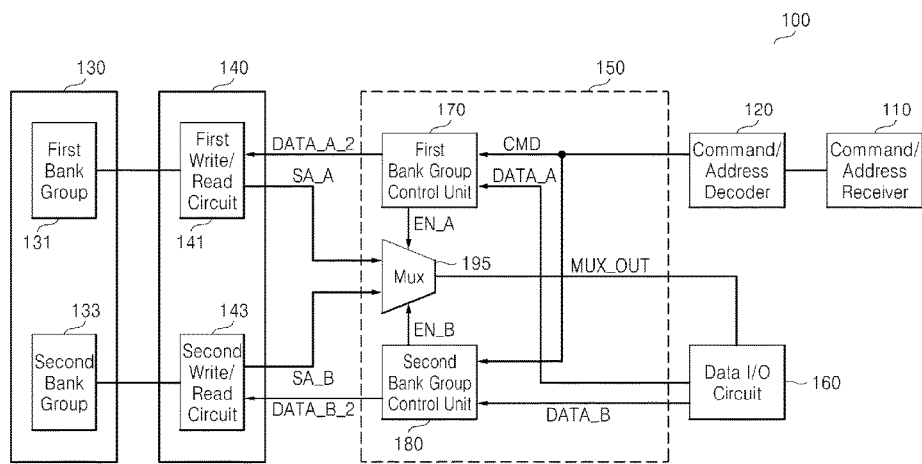 100
130
140
150
170
120
110
First
Bank
Group
131
First
Write/
Read
Circuit
141
DATA_A_2
SA_A
First
Bank Group
Control Unit
CMD
DATA_A
Command/
Address
Decoder
Command/
Address
Receiver
EN_A
Mux
195
MUX_OUT
EN_B
133
Second
Bank
Group
143
Second
Write/
Read
Circuit
SA_B
DATA_B_2
Second
Bank Group
Control Unit
180
DATA_B
Data I/O
Circuit
160